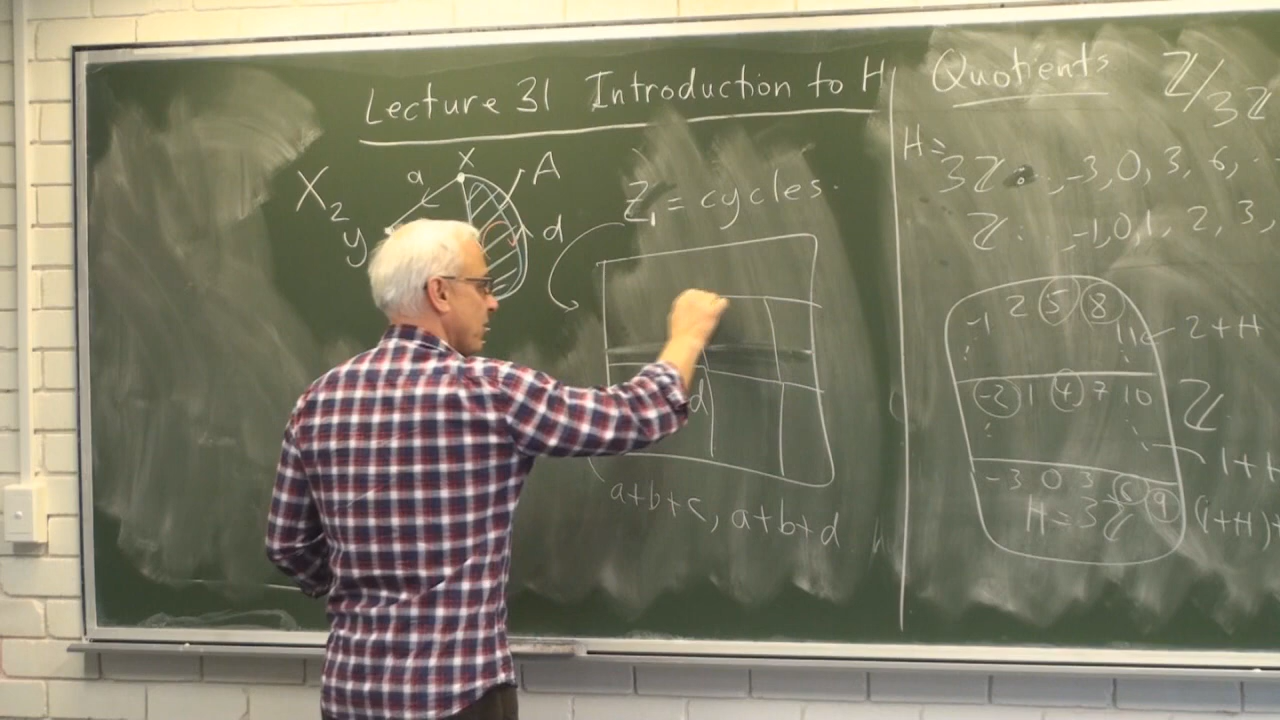 Lecture 31 Introduction to H
X₂
x
a
A
y
d
Z₁ = cycles.
d
a+b+c, a+b+d
Quotients Z/3Z
H=
3Z: , -3, 0, 3, 6, ..
Z: , -1, 0, 1, 2, 3,
-1 2 5 8 11
2+H
-2 1 4 7 10
Z
1+H
-3 0 3 6 9
H=3Z
(1+H)+